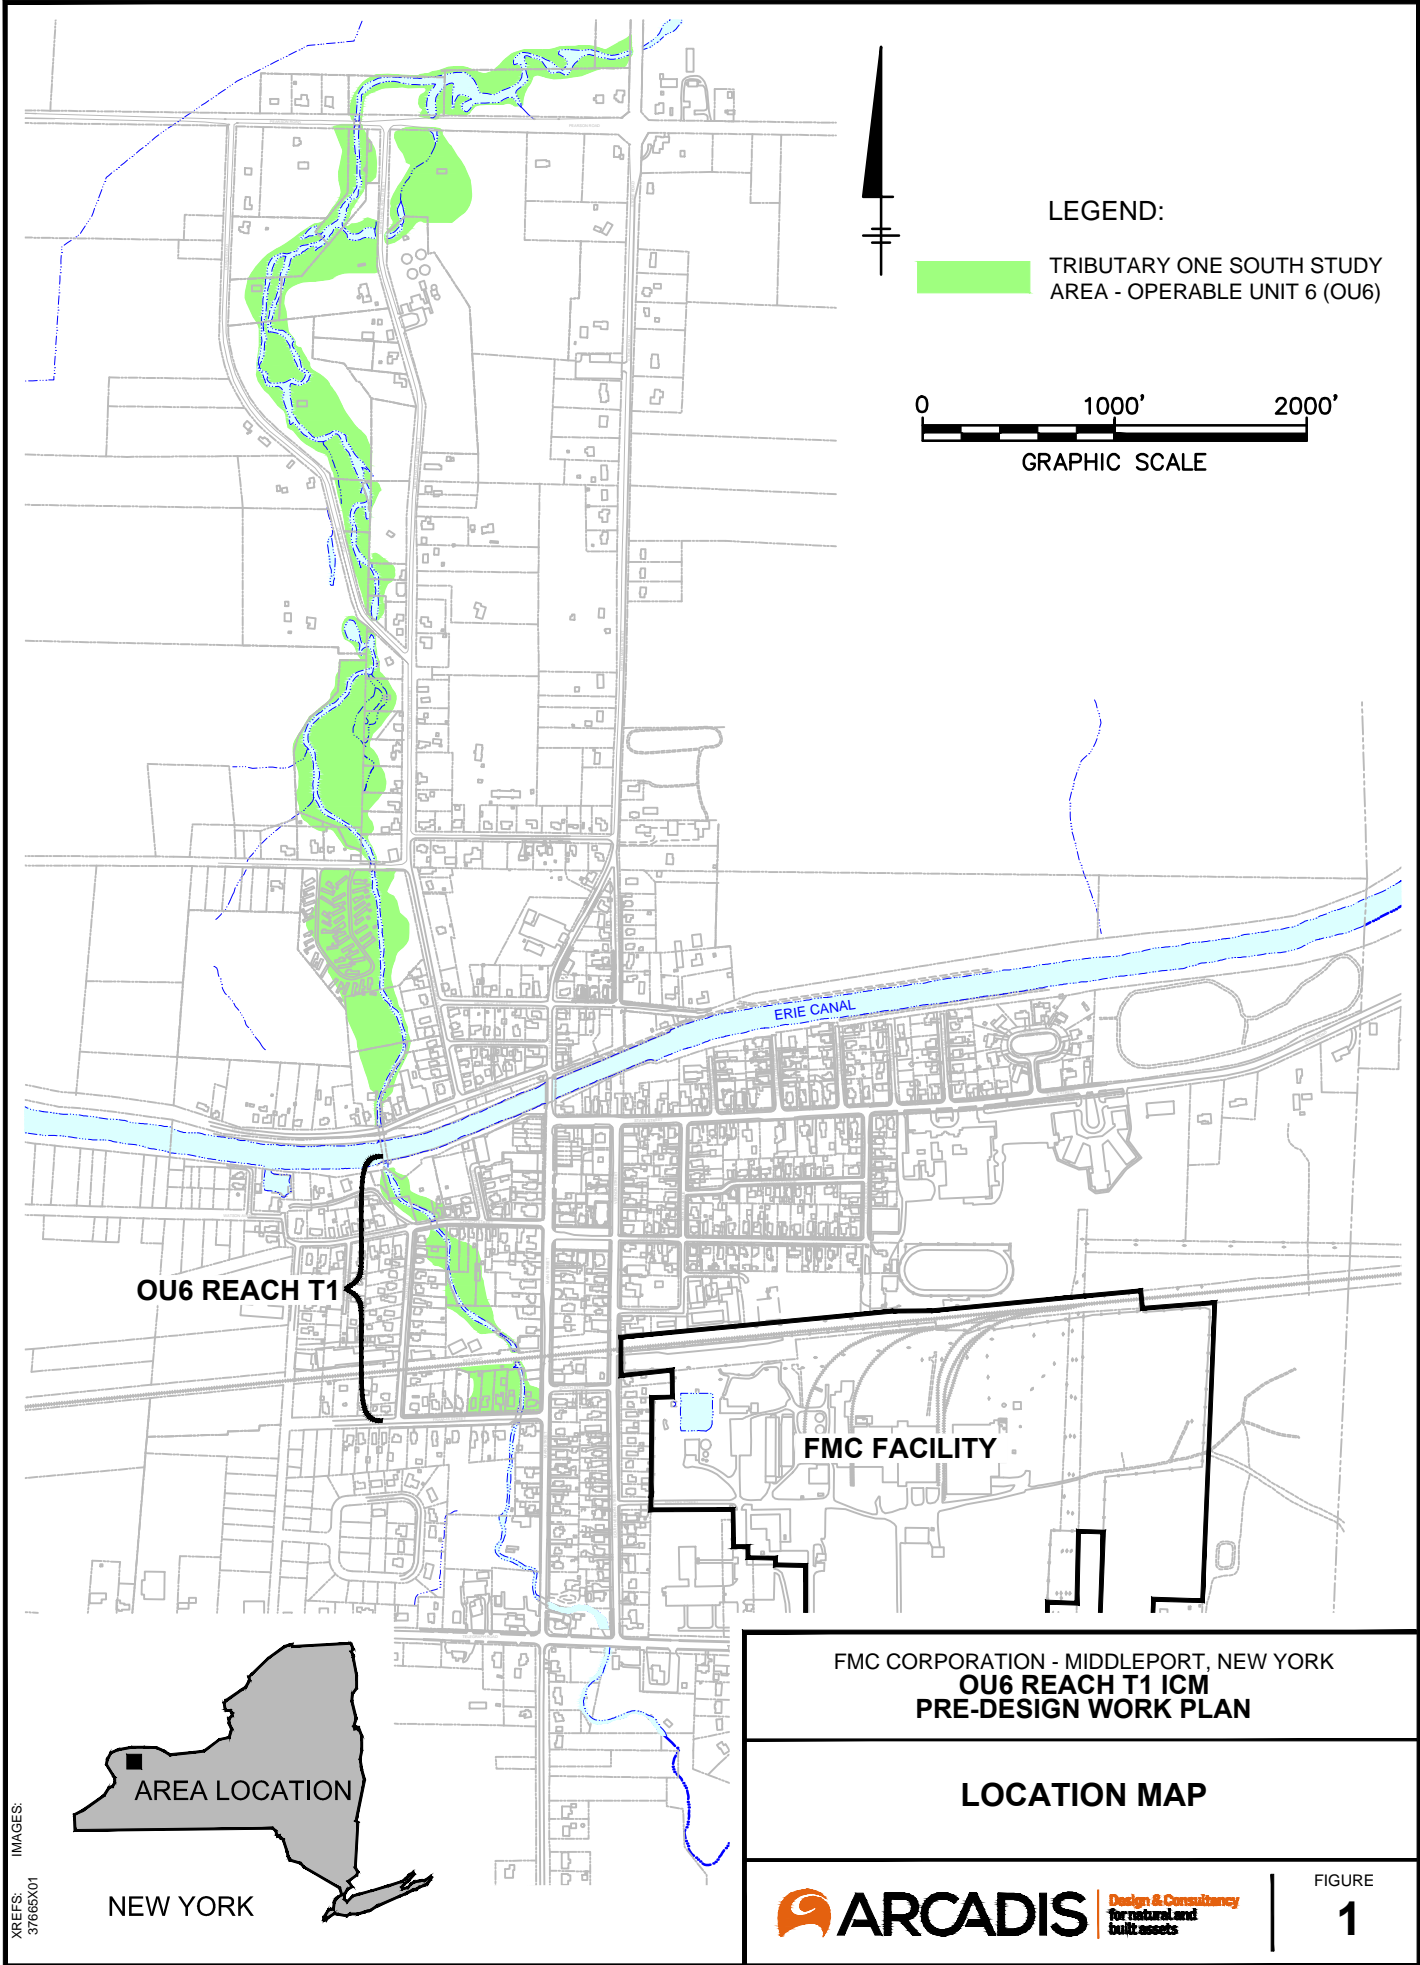 LEGEND:
TRIBUTARY ONE SOUTH STUDY
AREA - OPERABLE UNIT 6 (OU6)
0 1000' 2000'
GRAPHIC SCALE
ERIE CANAL
OU6 REACH T1
FMC FACILITY
AREA LOCATION
NEW YORK
XREFS: IMAGES:
37665X01
FMC CORPORATION - MIDDLEPORT, NEW YORK
OU6 REACH T1 ICM
PRE-DESIGN WORK PLAN
LOCATION MAP
ARCADIS
Design & Consultancy
for natural and
built assets
FIGURE
1